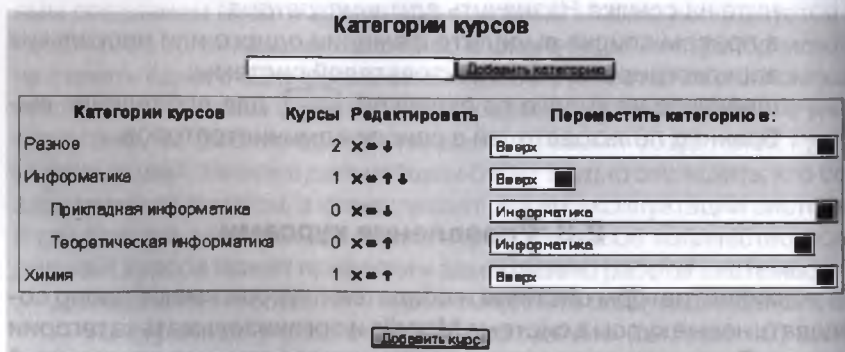 Категории курсов
Добавить категорию
Категории курсов Курсы Редактировать Переместить категорию в:
Разное 2 Вверх
Информатика 1 Вверх
Прикладная информатика 0 Информатика
Теоретическая информатика 0 Информатика
Химия 1 Вверх
Добавить курс